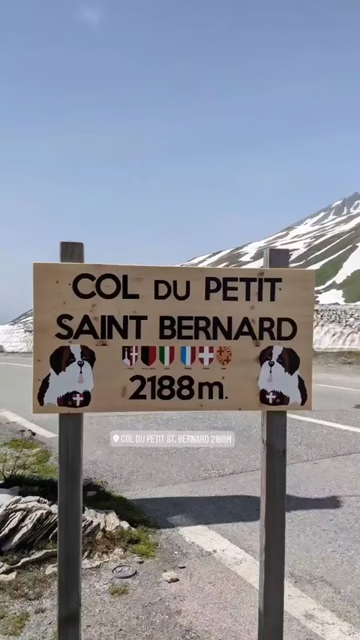 COL DU PETIT
SAINT BERNARD
2188m.
COL DU PETIT ST. BERNARD 2188M